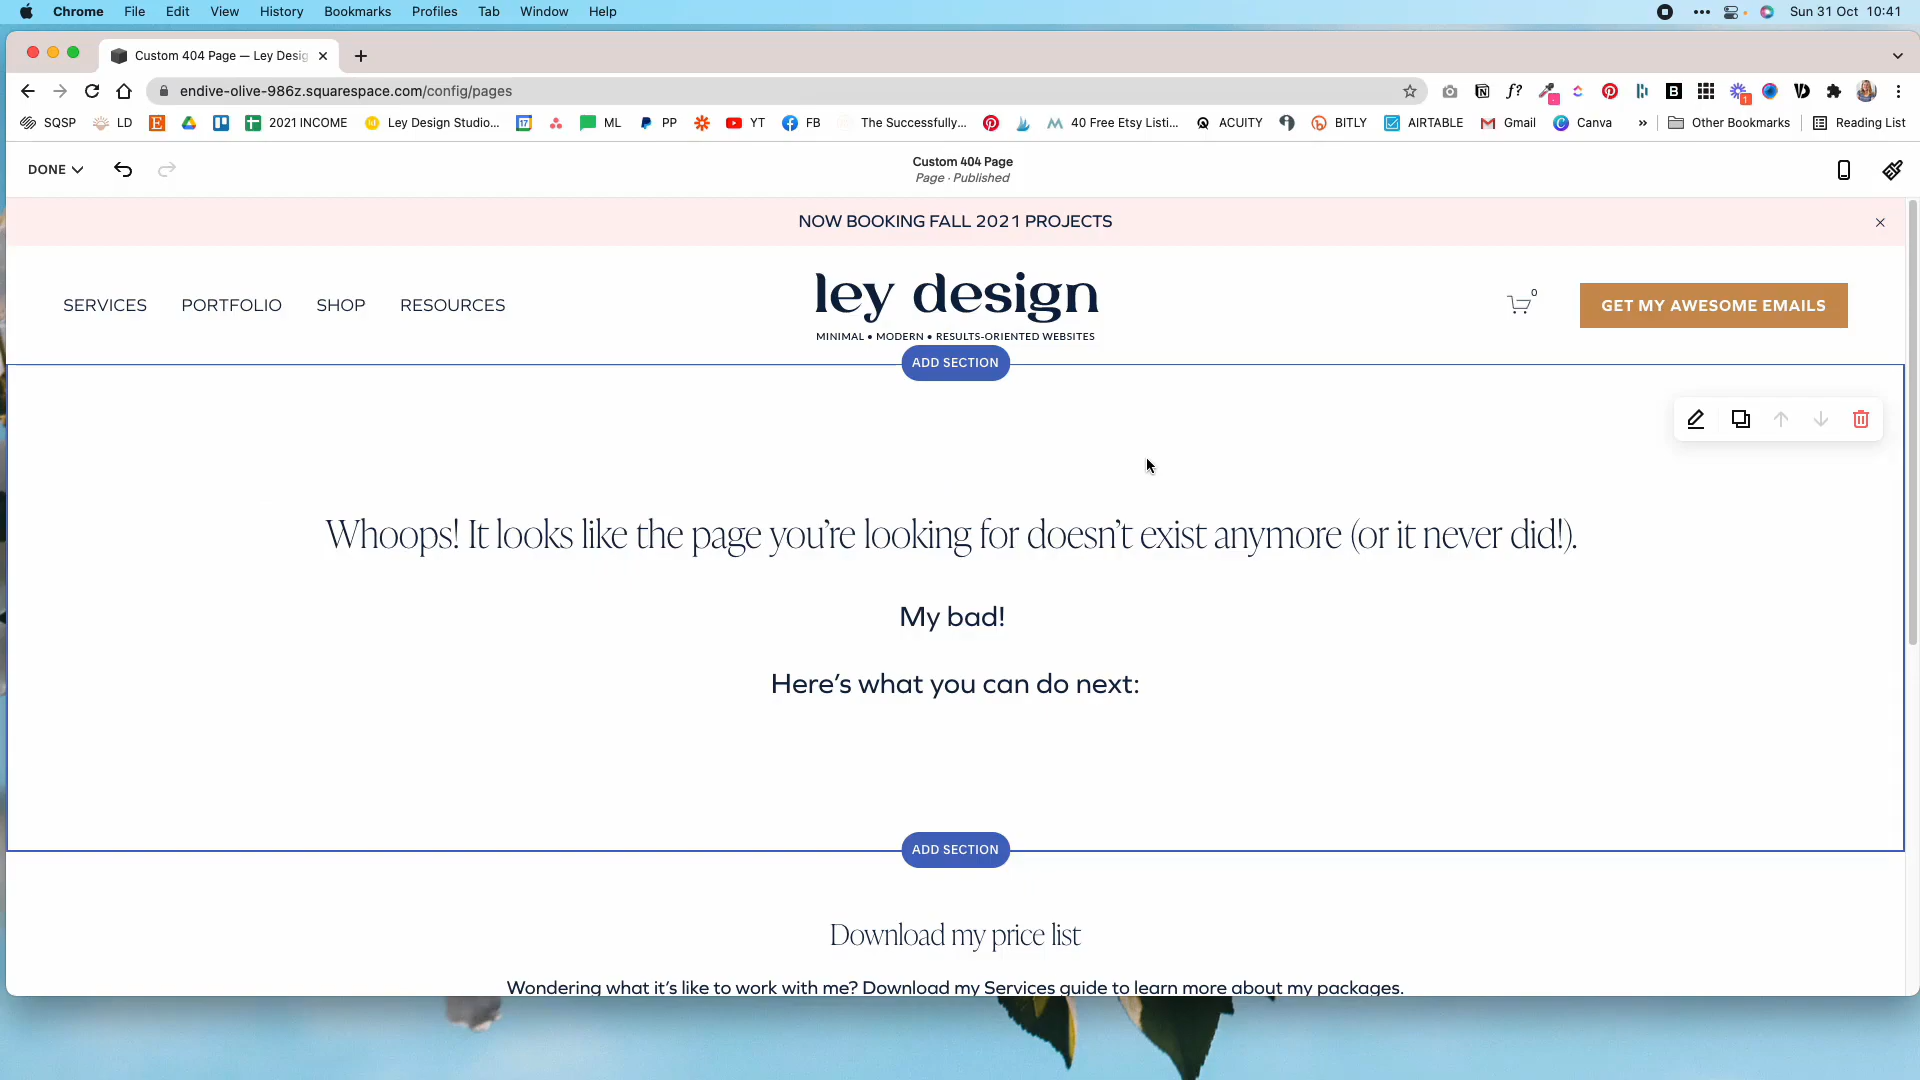 Chrome File Edit View History Bookmarks Profiles Tab Window Help Sun 31 Oct 10:41
Custom 404 Page — Ley Desig
endive-olive-986z.squarespace.com/config/pages
SQSP LD 2021 INCOME Ley Design Studio... 17 ML PP YT FB The Successfully... 40 Free Etsy Listi... ACUITY BITLY AIRTABLE Gmail Canva » Other Bookmarks Reading List
DONE
Custom 404 Page
Page · Published
NOW BOOKING FALL 2021 PROJECTS
SERVICES PORTFOLIO SHOP RESOURCES
ley design
MINIMAL • MODERN • RESULTS-ORIENTED WEBSITES
0
GET MY AWESOME EMAILS
ADD SECTION
Whoops! It looks like the page you’re looking for doesn’t exist anymore (or it never did!).
My bad!
Here’s what you can do next:
ADD SECTION
Download my price list
Wondering what it’s like to work with me? Download my Services guide to learn more about my packages.